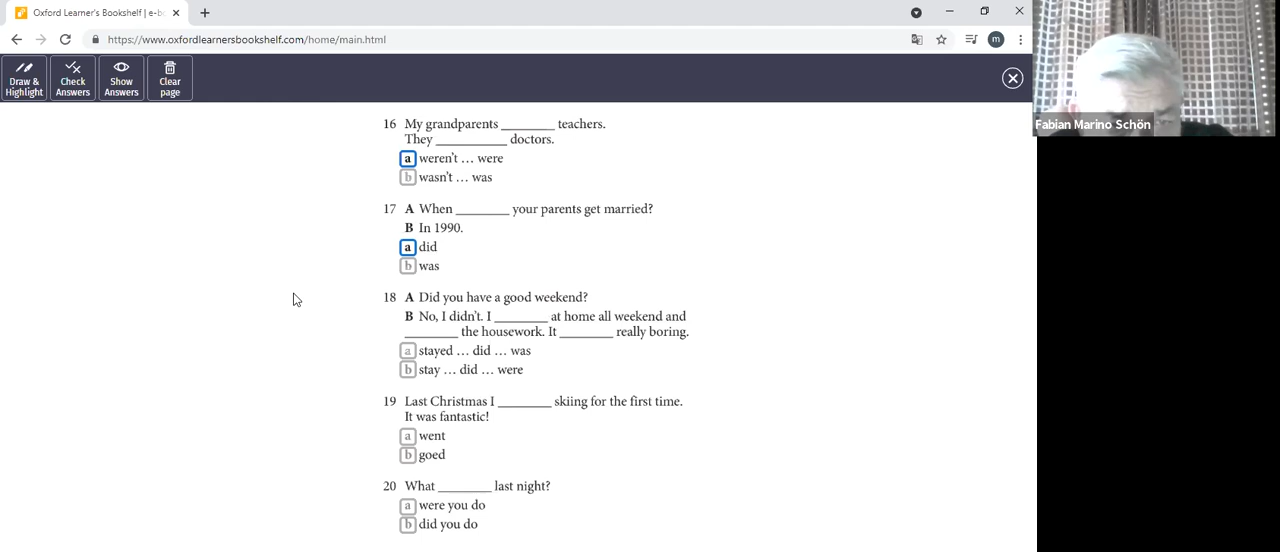 Oxford Learner's Bookshelf | e-bo
https://www.oxfordlearnersbookshelf.com/home/main.html
m
Draw & Highlight
Check Answers
Show Answers
Clear page
Fabian Marino Schön
16 My grandparents ________ teachers.
They __________ doctors.
a weren't … were
b wasn't … was
17 A When ________ your parents get married?
B In 1990.
a did
b was
18 A Did you have a good weekend?
B No, I didn't. I ________ at home all weekend and
________ the housework. It ________ really boring.
a stayed … did … was
b stay … did … were
19 Last Christmas I ________ skiing for the first time.
It was fantastic!
a went
b goed
20 What ________ last night?
a were you do
b did you do